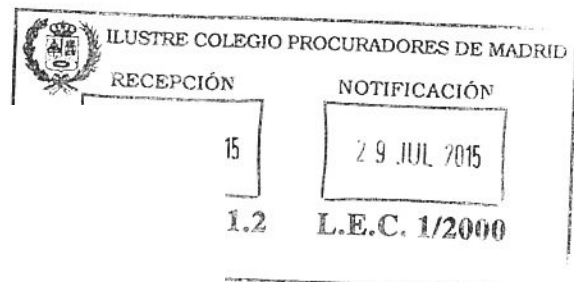 ILUSTRE COLEGIO PROCURADORES DE MADRID
RECEPCIÓN NOTIFICACIÓN
15 29 JUL 2015
1.2 L.E.C. 1/2000